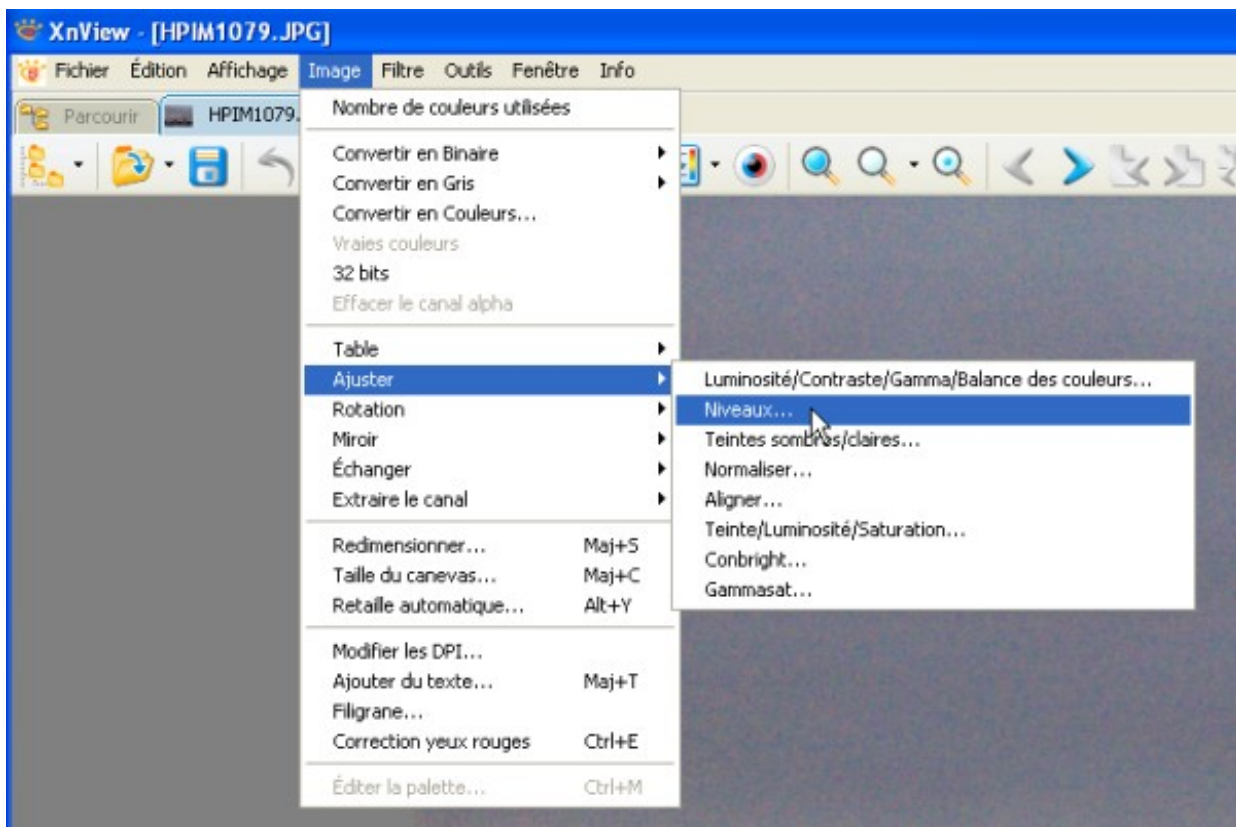 XnView - [HPIM1079.JPG]
Fichier Édition Affichage Image Filtre Outils Fenêtre Info
Parcourir HPIM1079.
Nombre de couleurs utilisées
Convertir en Binaire
Convertir en Gris
Convertir en Couleurs...
Vraies couleurs
32 bits
Effacer le canal alpha
Table
Ajuster
Rotation
Miroir
Échanger
Extraire le canal
Redimensionner... Maj+S
Taille du canevas... Maj+C
Retaille automatique... Alt+Y
Modifier les DPI...
Ajouter du texte... Maj+T
Filigrane...
Correction yeux rouges Ctrl+E
Éditer la palette... Ctrl+M
Luminosité/Contraste/Gamma/Balance des couleurs...
Niveaux...
Teintes sombres/claires...
Normaliser...
Aligner...
Teinte/Luminosité/Saturation...
Conbright...
Gammasat...